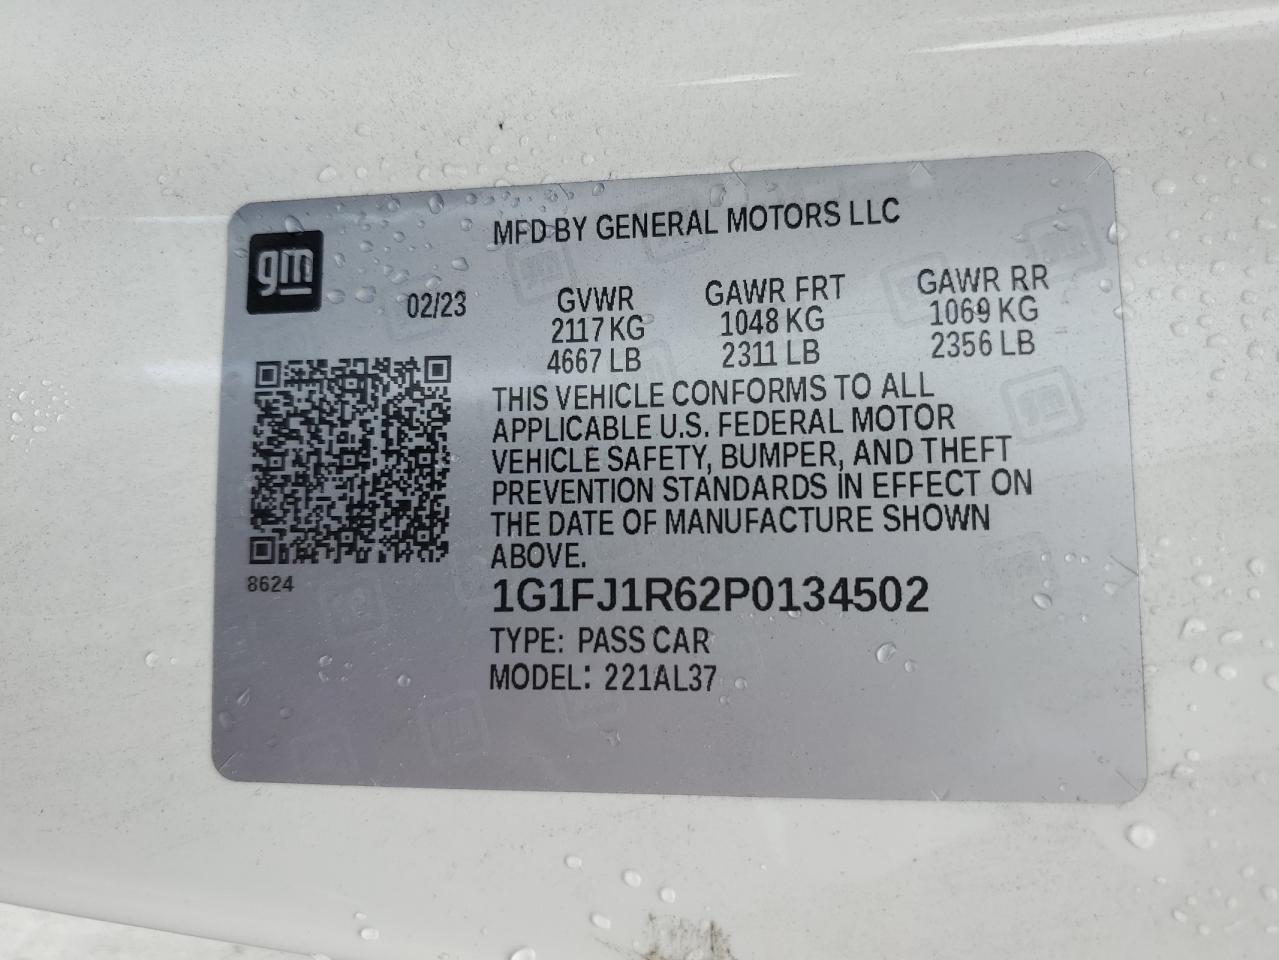 MFD BY GENERAL MOTORS LLC
gm
02/23
GVWR GAWR FRT GAWR RR
2117 KG 1048 KG 1069 KG
4667 LB 2311 LB 2356 LB
THIS VEHICLE CONFORMS TO ALL
APPLICABLE U.S. FEDERAL MOTOR
VEHICLE SAFETY, BUMPER, AND THEFT
PREVENTION STANDARDS IN EFFECT ON
THE DATE OF MANUFACTURE SHOWN
ABOVE.
8624
1G1FJ1R62P0134502
TYPE: PASS CAR
MODEL: 221AL37